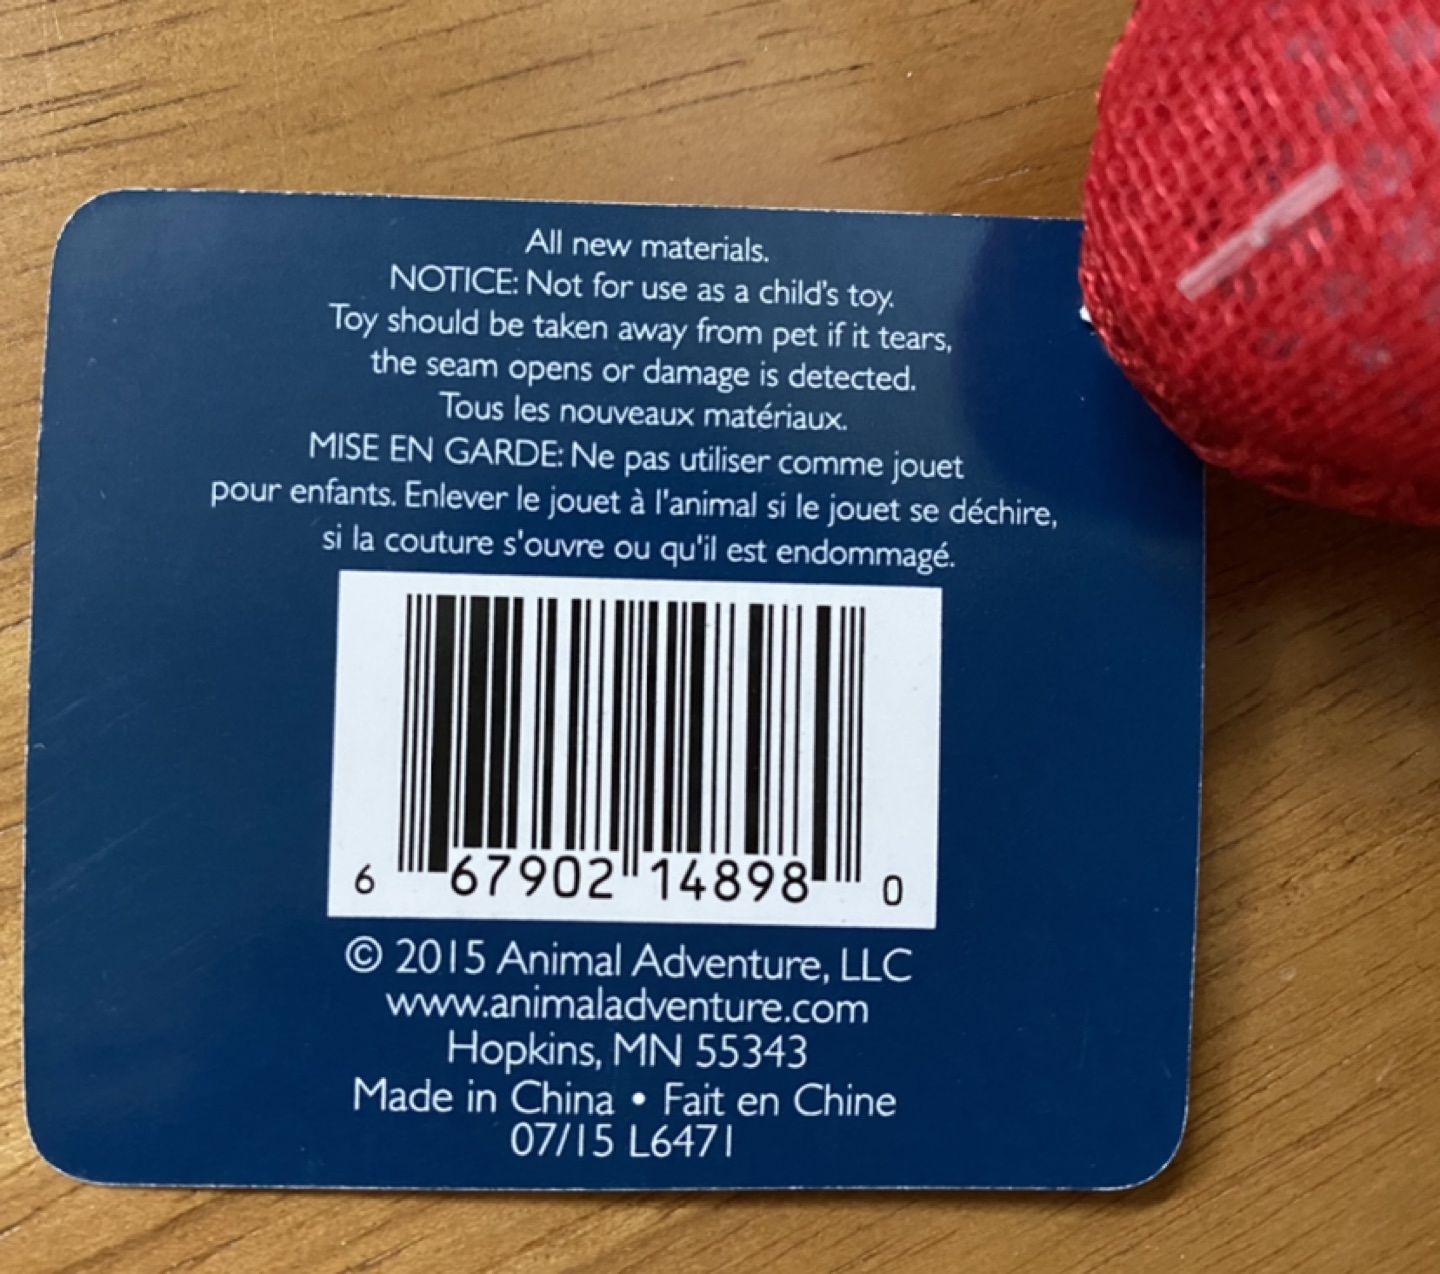 All new materials.
NOTICE: Not for use as a child's toy.
Toy should be taken away from pet if it tears,
the seam opens or damage is detected.
Tous les nouveaux matériaux.
MISE EN GARDE: Ne pas utiliser comme jouet
pour enfants. Enlever le jouet à l'animal si le jouet se déchire,
si la couture s'ouvre ou qu'il est endommagé.
6 67902 14898 0
© 2015 Animal Adventure, LLC
www.animaladventure.com
Hopkins, MN 55343
Made in China • Fait en Chine
07/15 L6471